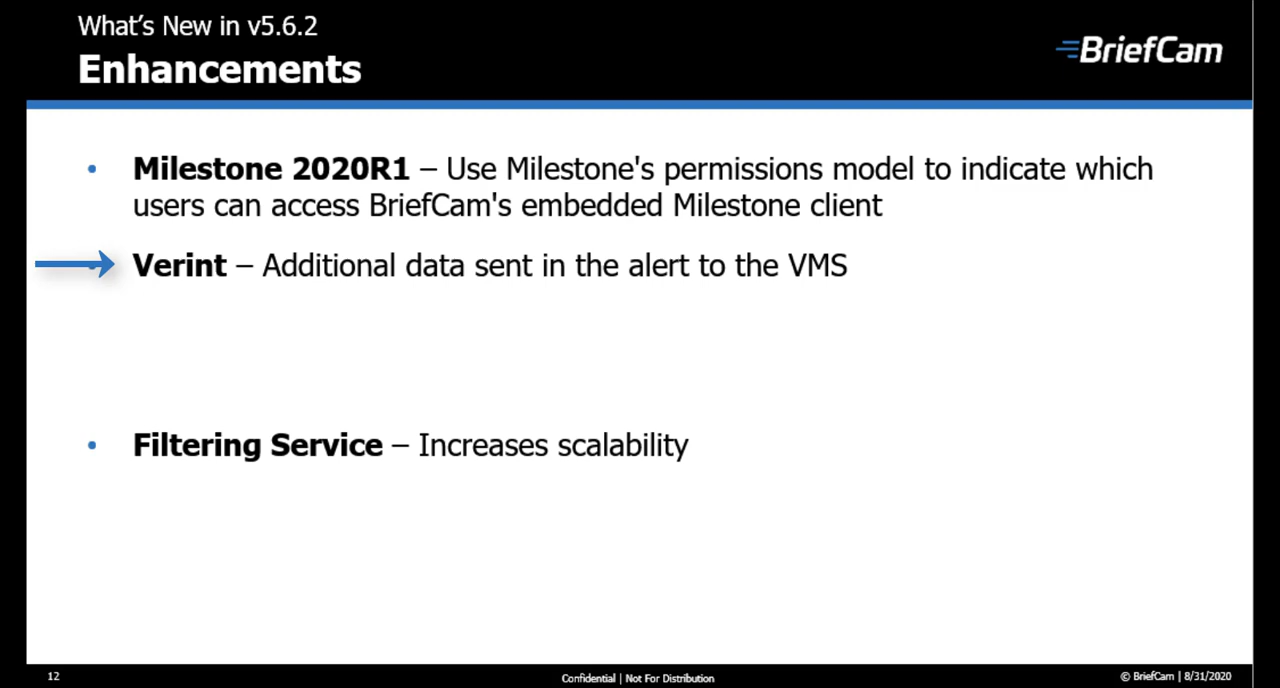 What's New in v5.6.2
Enhancements
BriefCam
• Milestone 2020R1 – Use Milestone's permissions model to indicate which
users can access BriefCam's embedded Milestone client
• Verint – Additional data sent in the alert to the VMS
• Filtering Service – Increases scalability
12
Confidential | Not For Distribution
© BriefCam | 8/31/2020